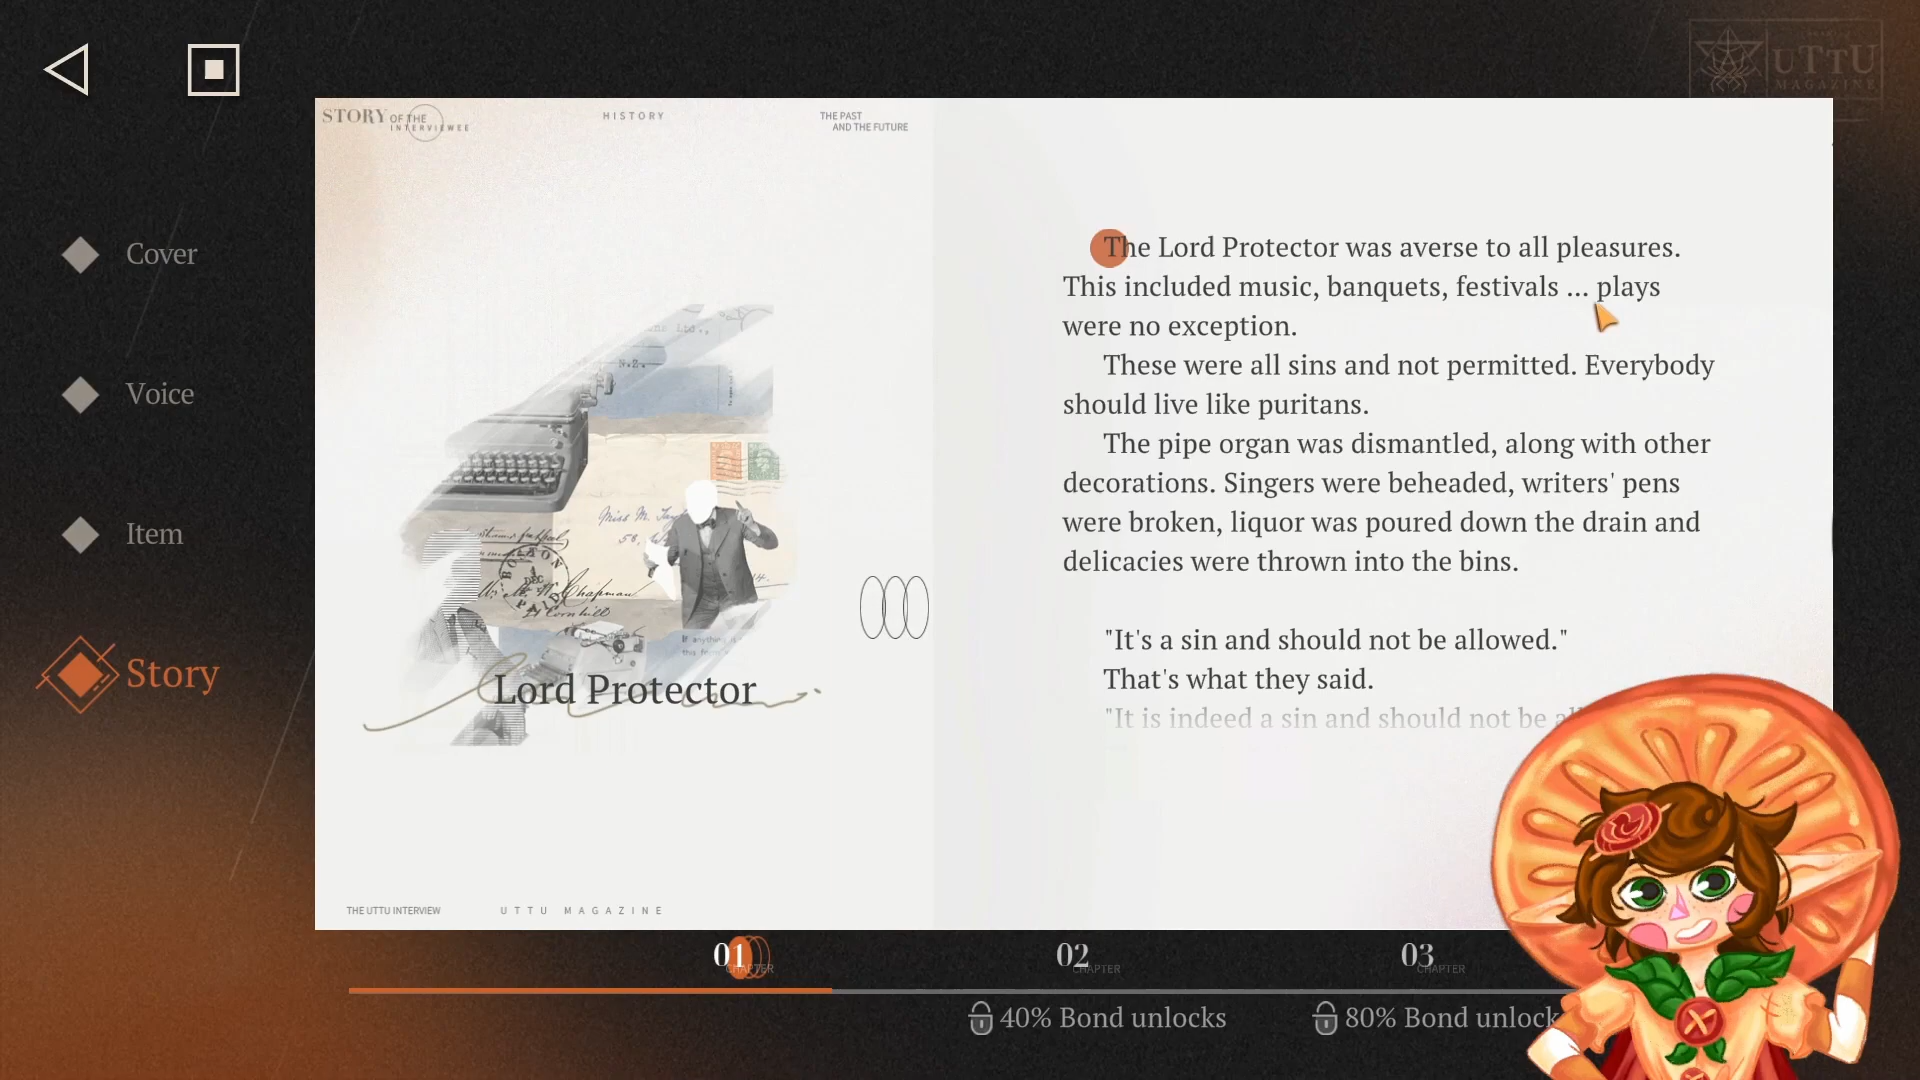 UTTU
MAGAZINE
STORY OF THE
INTERVIEWEE
HISTORY
THE PAST
AND THE FUTURE
Cover
Voice
Item
Story
Lord Protector
The Lord Protector was averse to all pleasures.
This included music, banquets, festivals ... plays
were no exception.
These were all sins and not permitted. Everybody
should live like puritans.
The pipe organ was dismantled, along with other
decorations. Singers were beheaded, writers' pens
were broken, liquor was poured down the drain and
delicacies were thrown into the bins.
"It's a sin and should not be allowed."
That's what they said.
"It is indeed a sin and should not be
THE UTTU INTERVIEW
UTTU MAGAZINE
01
CHAPTER
02
CHAPTER
03
CHAPTER
40% Bond unlocks
80% Bond unlock